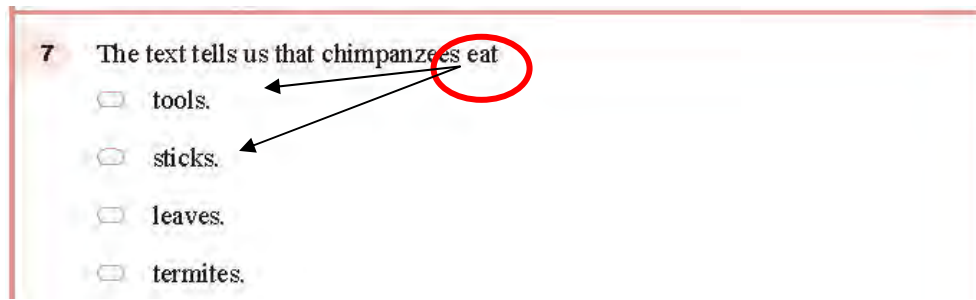 7 The text tells us that chimpanzees eat
tools.
sticks.
leaves.
termites.